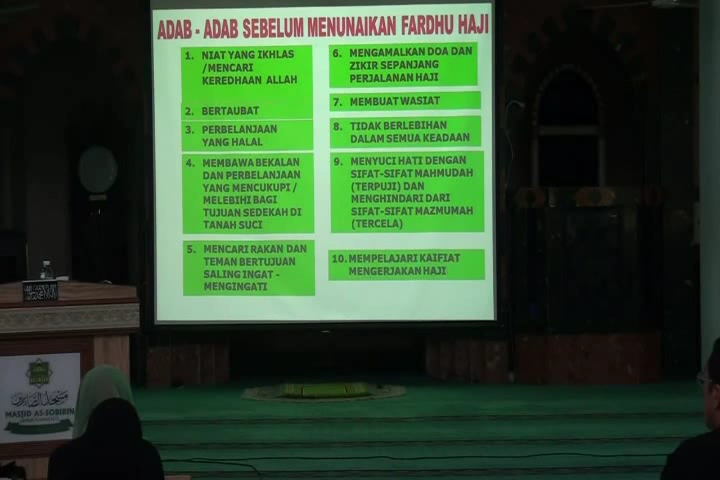 ADAB - ADAB SEBELUM MENUNAIKAN FARDHU HAJI
1. NIAT YANG IKHLAS
/MENCARI
KEREDHAAN ALLAH
2. BERTAUBAT
3. PERBELANJAAN
YANG HALAL
4. MEMBAWA BEKALAN
DAN PERBELANJAAN
YANG MENCUKUPI /
MELEBIHI BAGI
TUJUAN SEDEKAH DI
TANAH SUCI
5. MENCARI RAKAN DAN
TEMAN BERTUJUAN
SALING INGAT -
MENGINGATI
6. MENGAMALKAN DOA DAN
ZIKIR SEPANJANG
PERJALANAN HAJI
7. MEMBUAT WASIAT
8. TIDAK BERLEBIHAN
DALAM SEMUA KEADAAN
9. MENYUCI HATI DENGAN
SIFAT-SIFAT MAHMUDAH
(TERPUJI) DAN
MENGHINDARI DARI
SIFAT-SIFAT MAZMUMAH
(TERCELA)
10. MEMPELAJARI KAIFIAT
MENGERJAKAN HAJI
MASJID AS-SOBIRIN